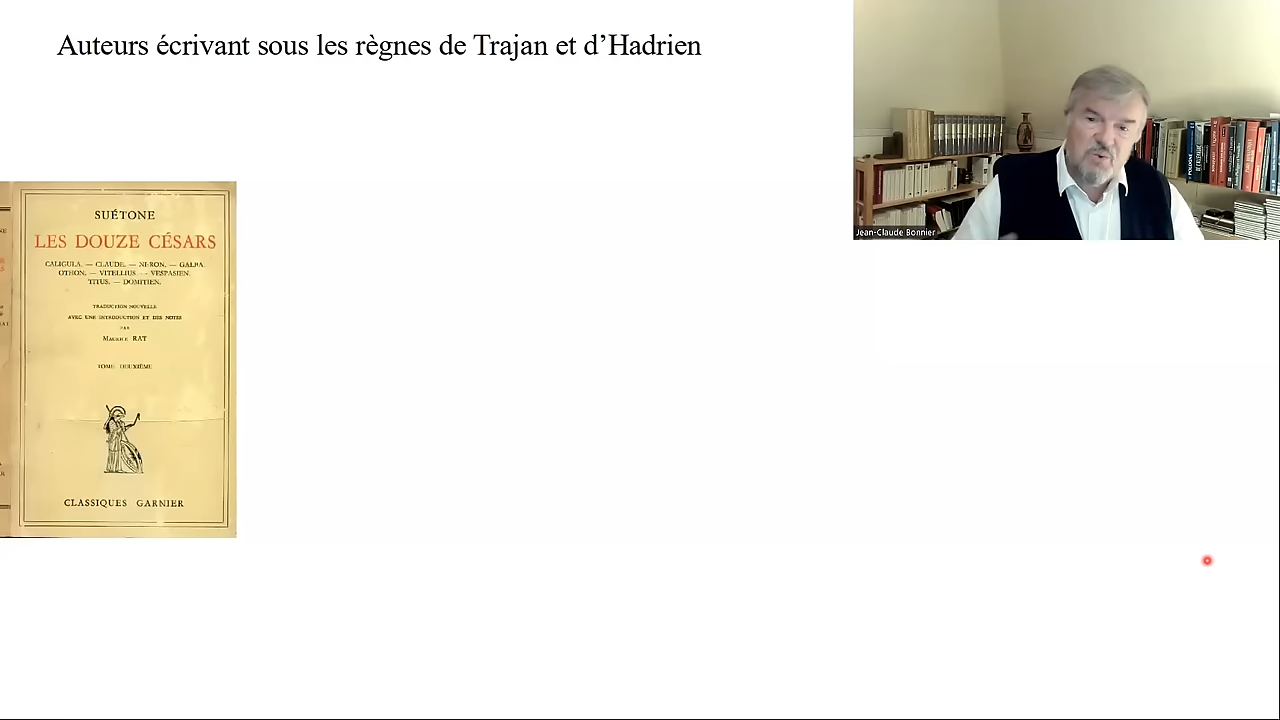 Auteurs écrivant sous les règnes de Trajan et d’Hadrien
Jean-Claude Bonnier
SUÉTONE
LES DOUZE CÉSARS
CALIGULA. — CLAUDE. — NÉRON. — GALBA.
OTHON. — VITELLIUS. — VESPASIEN.
TITUS. — DOMITIEN.
TRADUCTION NOUVELLE
AVEC UNE INTRODUCTION ET DES NOTES
PAR
MAURICE RAT
TOME DEUXIÈME
CLASSIQUES GARNIER